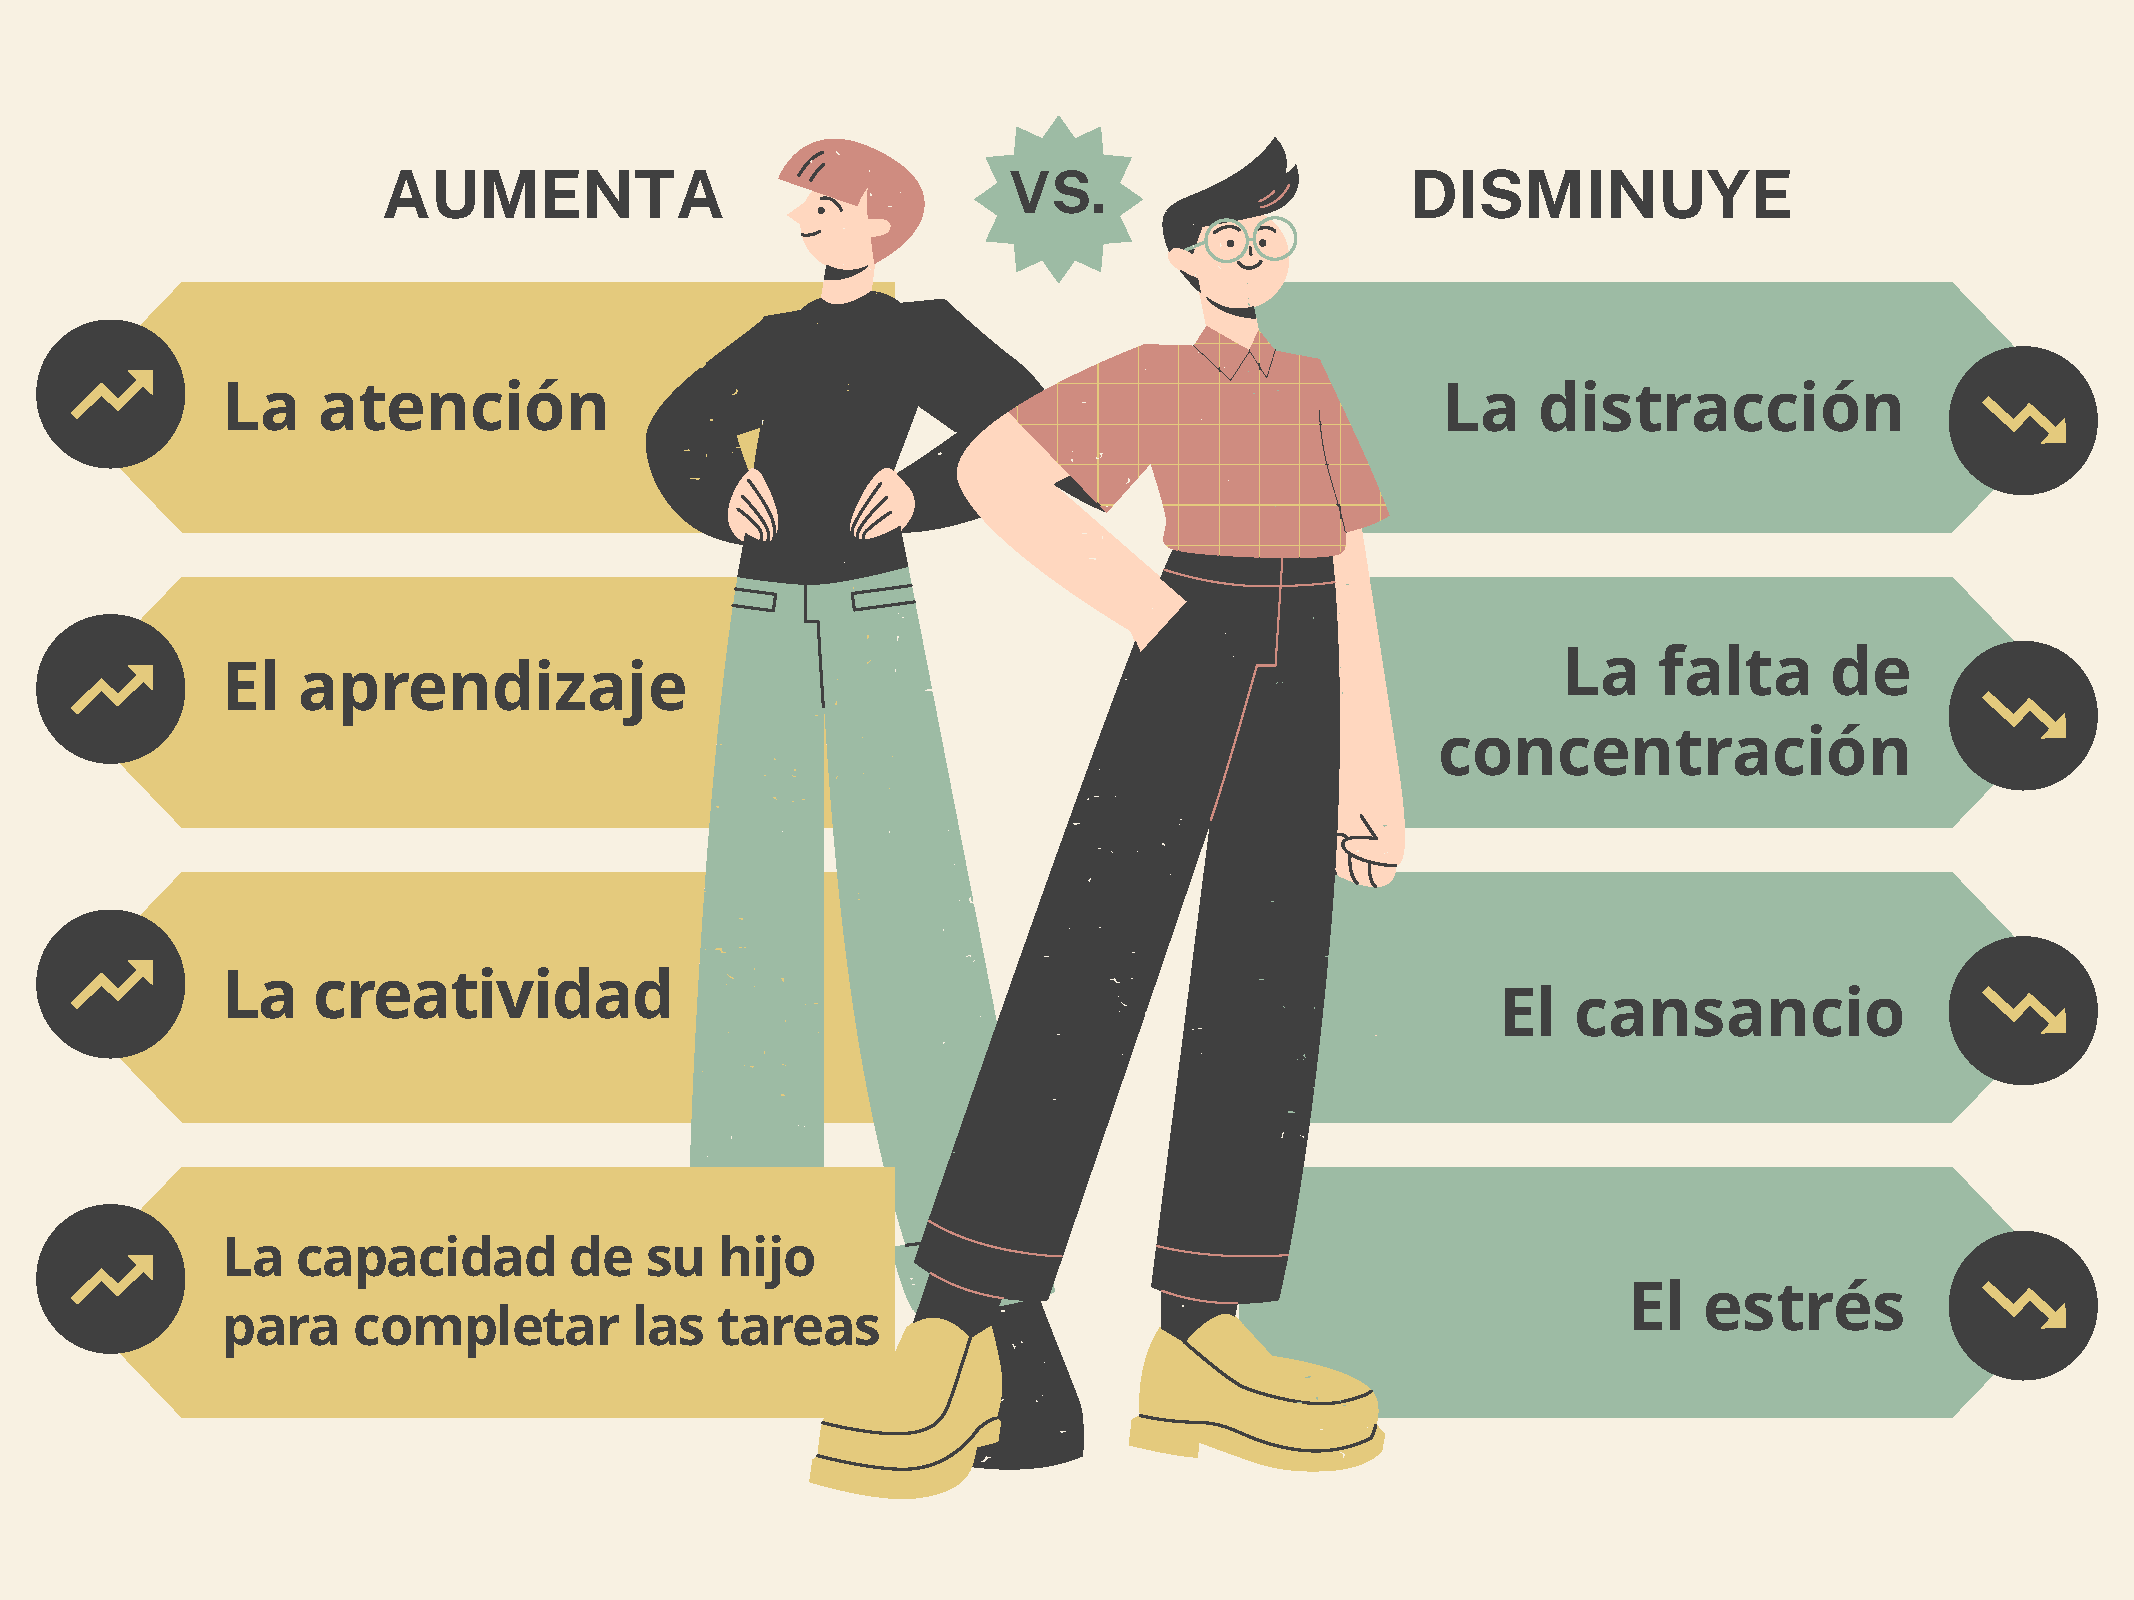 AUMENTA
VS.
DISMINUYE
La atención
El aprendizaje
La creatividad
La capacidad de su hijo
para completar las tareas
La distracción
La falta de
concentración
El cansancio
El estrés